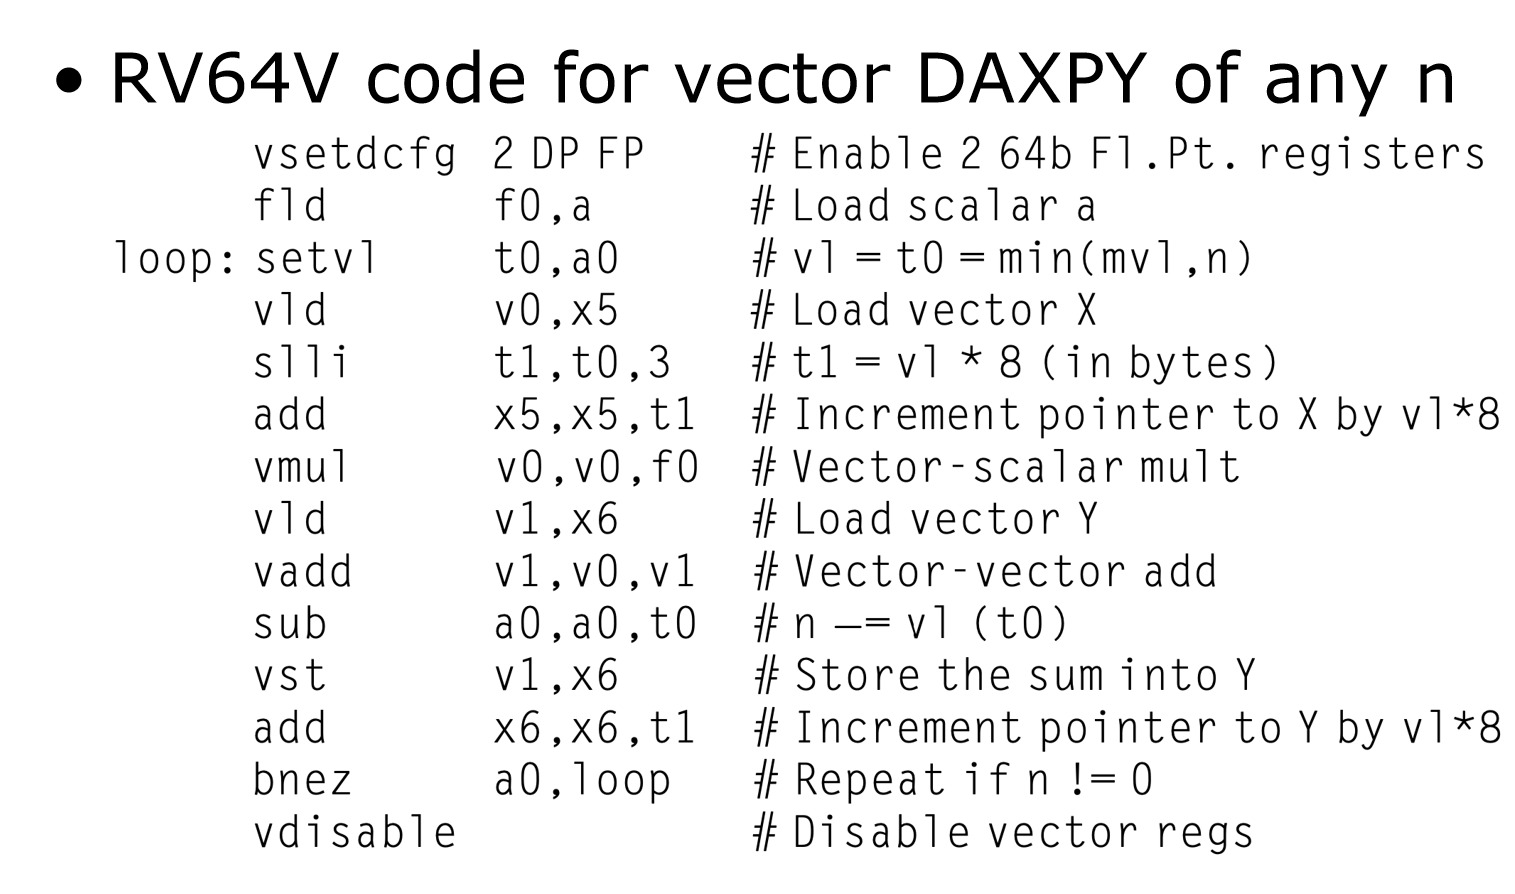 • RV64V code for vector DAXPY of any n
vsetdcfg 2 DP FP # Enable 2 64b Fl.Pt. registers
fld f0,a # Load scalar a
loop: setvl t0,a0 # vl = t0 = min(mvl,n)
vld v0,x5 # Load vector X
slli t1,t0,3 # t1 = vl * 8 (in bytes)
add x5,x5,t1 # Increment pointer to X by vl*8
vmul v0,v0,f0 # Vector-scalar mult
vld v1,x6 # Load vector Y
vadd v1,v0,v1 # Vector-vector add
sub a0,a0,t0 # n –= vl (t0)
vst v1,x6 # Store the sum into Y
add x6,x6,t1 # Increment pointer to Y by vl*8
bnez a0,loop # Repeat if n != 0
vdisable # Disable vector regs